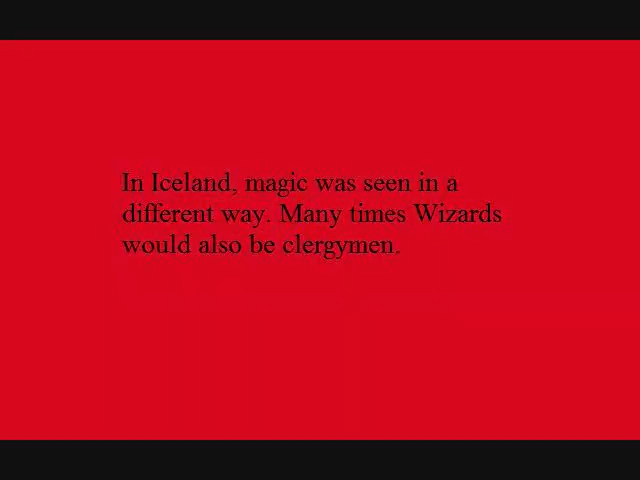 In Iceland, magic was seen in a
different way. Many times Wizards
would also be clergymen.